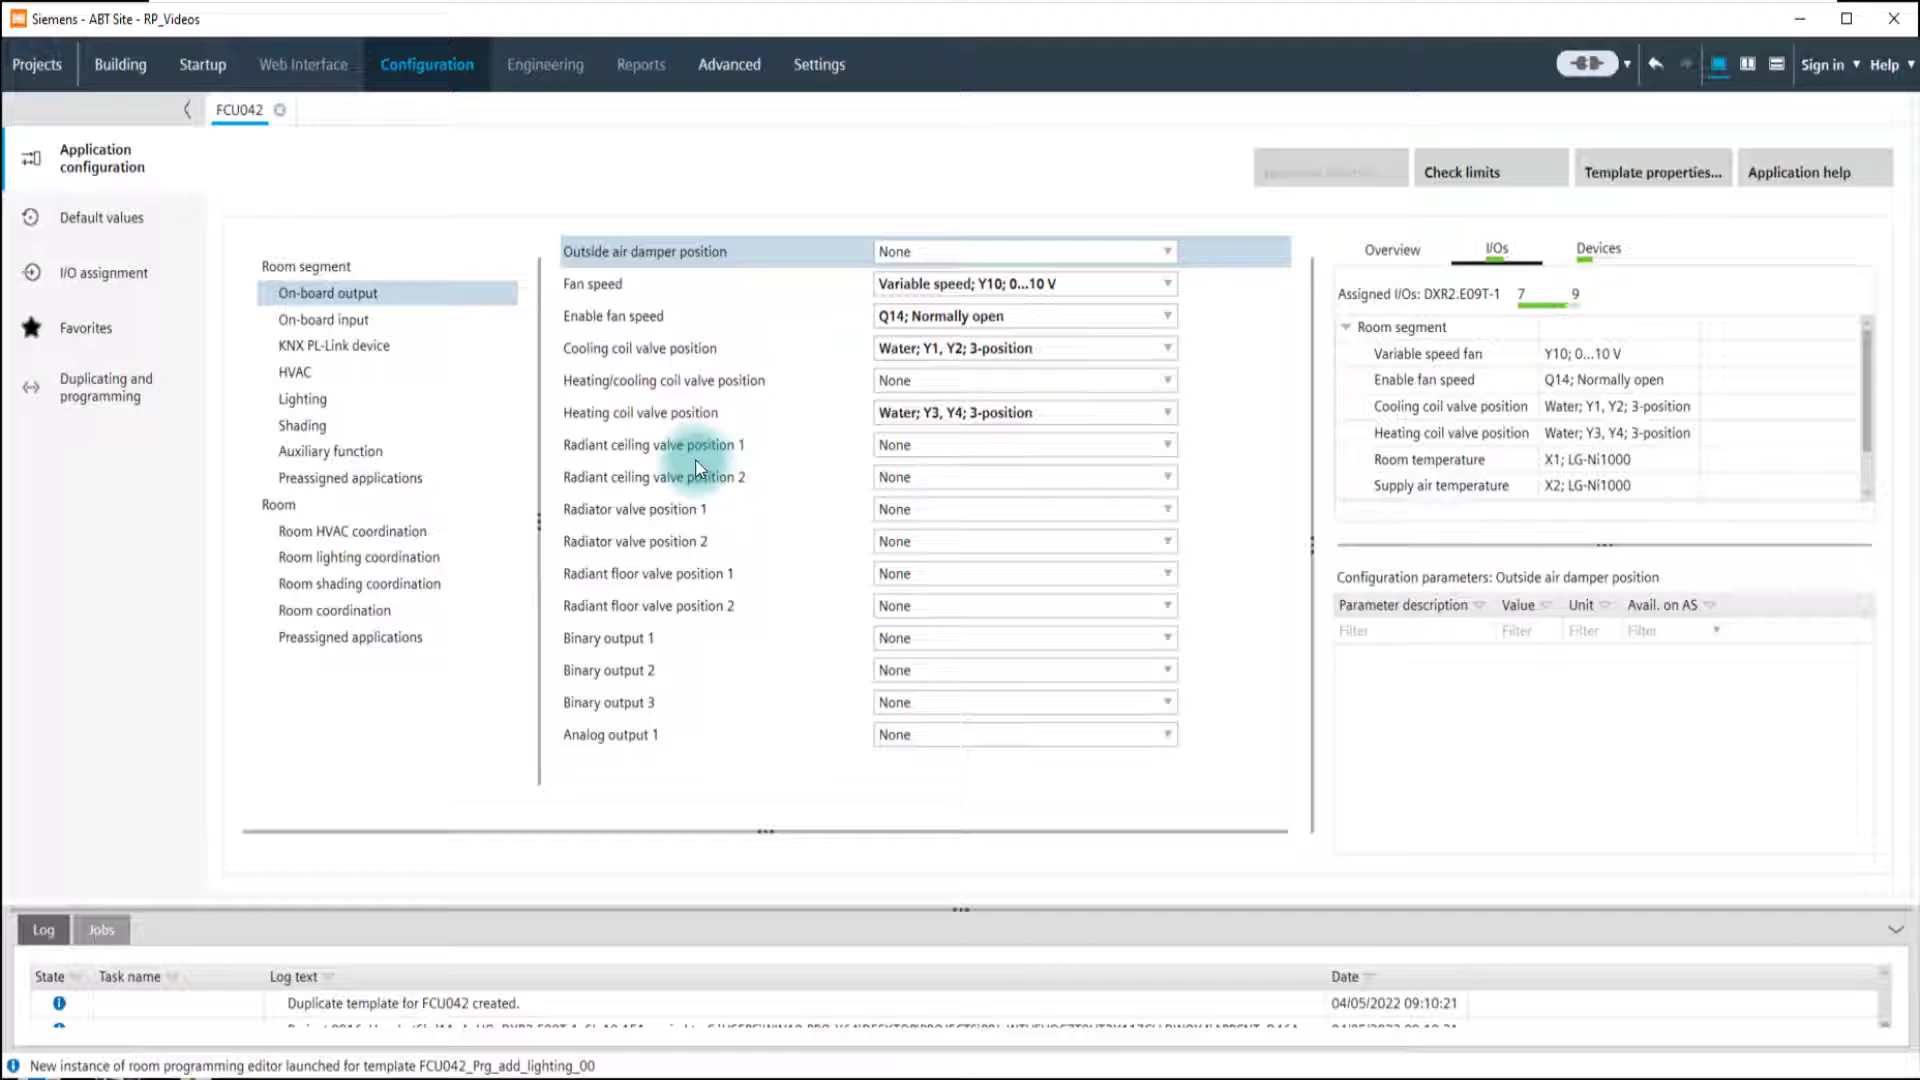 Siemens - ABT Site - RP_Videos
Projects Building Startup Web Interface Configuration Engineering Reports Advanced Settings Sign in Help
FCU042
Application configuration
Default values
I/O assignment
Favorites
Duplicating and programming
Check limits Template properties... Application help
Room segment
On-board output
On-board input
KNX PL-Link device
HVAC
Lighting
Shading
Auxiliary function
Preassigned applications
Room
Room HVAC coordination
Room lighting coordination
Room shading coordination
Room coordination
Preassigned applications
Outside air damper position None
Fan speed Variable speed; Y10; 0...10 V
Enable fan speed Q14; Normally open
Cooling coil valve position Water; Y1, Y2; 3-position
Heating/cooling coil valve position None
Heating coil valve position Water; Y3, Y4; 3-position
Radiant ceiling valve position 1 None
Radiant ceiling valve position 2 None
Radiator valve position 1 None
Radiator valve position 2 None
Radiant floor valve position 1 None
Radiant floor valve position 2 None
Binary output 1 None
Binary output 2 None
Binary output 3 None
Analog output 1 None
Overview I/Os Devices
Assigned I/Os: DXR2.E09T-1 7 9
Room segment
Variable speed fan Y10; 0...10 V
Enable fan speed Q14; Normally open
Cooling coil valve position Water; Y1, Y2; 3-position
Heating coil valve position Water; Y3, Y4; 3-position
Room temperature X1; LG-Ni1000
Supply air temperature X2; LG-Ni1000
Configuration parameters: Outside air damper position
Parameter description Value Unit Avail. on AS
Filter Filter Filter Filter
Log Jobs
State Task name Log text Date
Duplicate template for FCU042 created. 04/05/2022 09:10:21
New instance of room programming editor launched for template FCU042_Prg_add_lighting_00